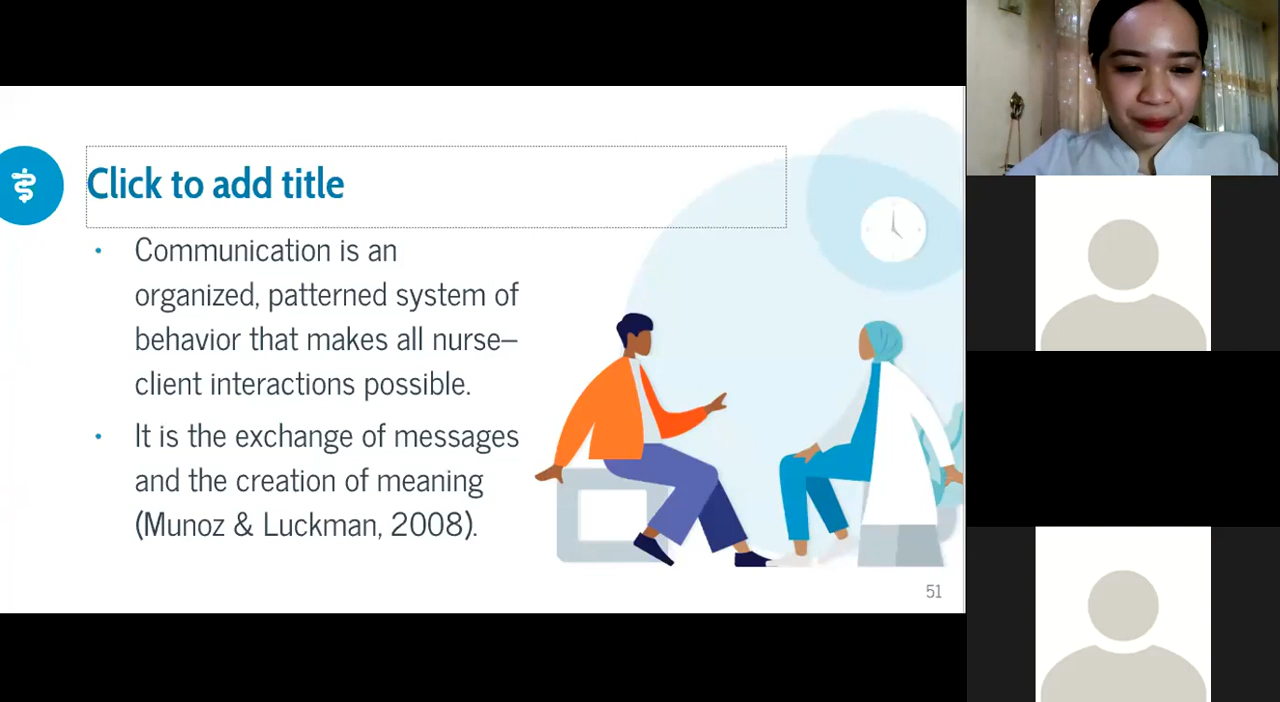 Click to add title
• Communication is an
organized, patterned system of
behavior that makes all nurse–
client interactions possible.
• It is the exchange of messages
and the creation of meaning
(Munoz & Luckman, 2008).
51